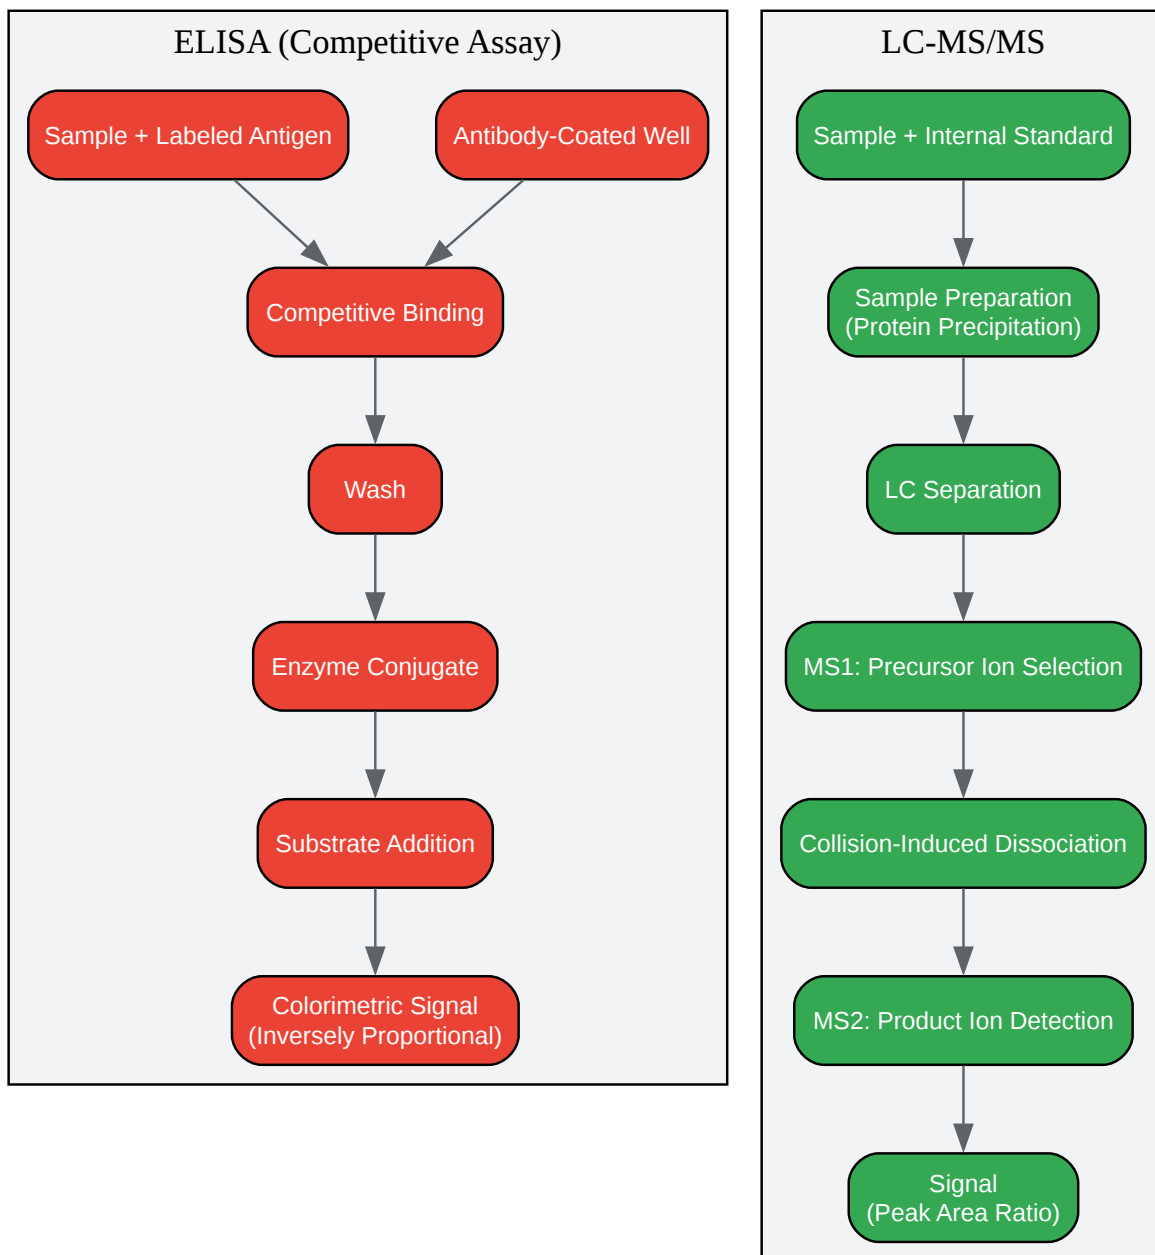 ELISA (Competitive Assay)
Sample + Labeled Antigen
Antibody-Coated Well
Competitive Binding
Wash
Enzyme Conjugate
Substrate Addition
Colorimetric Signal
(Inversely Proportional)
LC-MS/MS
Sample + Internal Standard
Sample Preparation
(Protein Precipitation)
LC Separation
MS1: Precursor Ion Selection
Collision-Induced Dissociation
MS2: Product Ion Detection
Signal
(Peak Area Ratio)